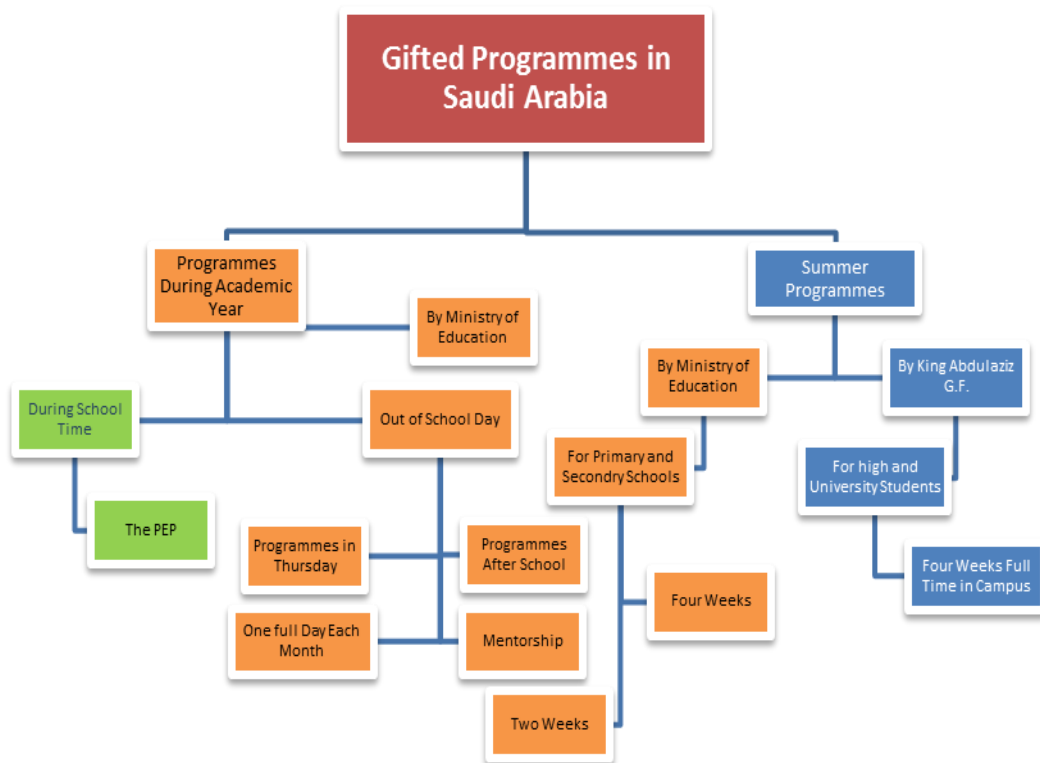 Gifted Programmes in
Saudi Arabia
Programmes
During Academic
Year
By Ministry of
Education
Summer
Programmes
During School
Time
Out of School Day
By Ministry of
Education
By King Abdulaziz
G.F.
The PEP
For Primary and
Secondry Schools
For high and
University Students
Programmes in
Thursday
Programmes
After School
Four Weeks Full
Time in Campus
One full Day Each
Month
Mentorship
Four Weeks
Two Weeks